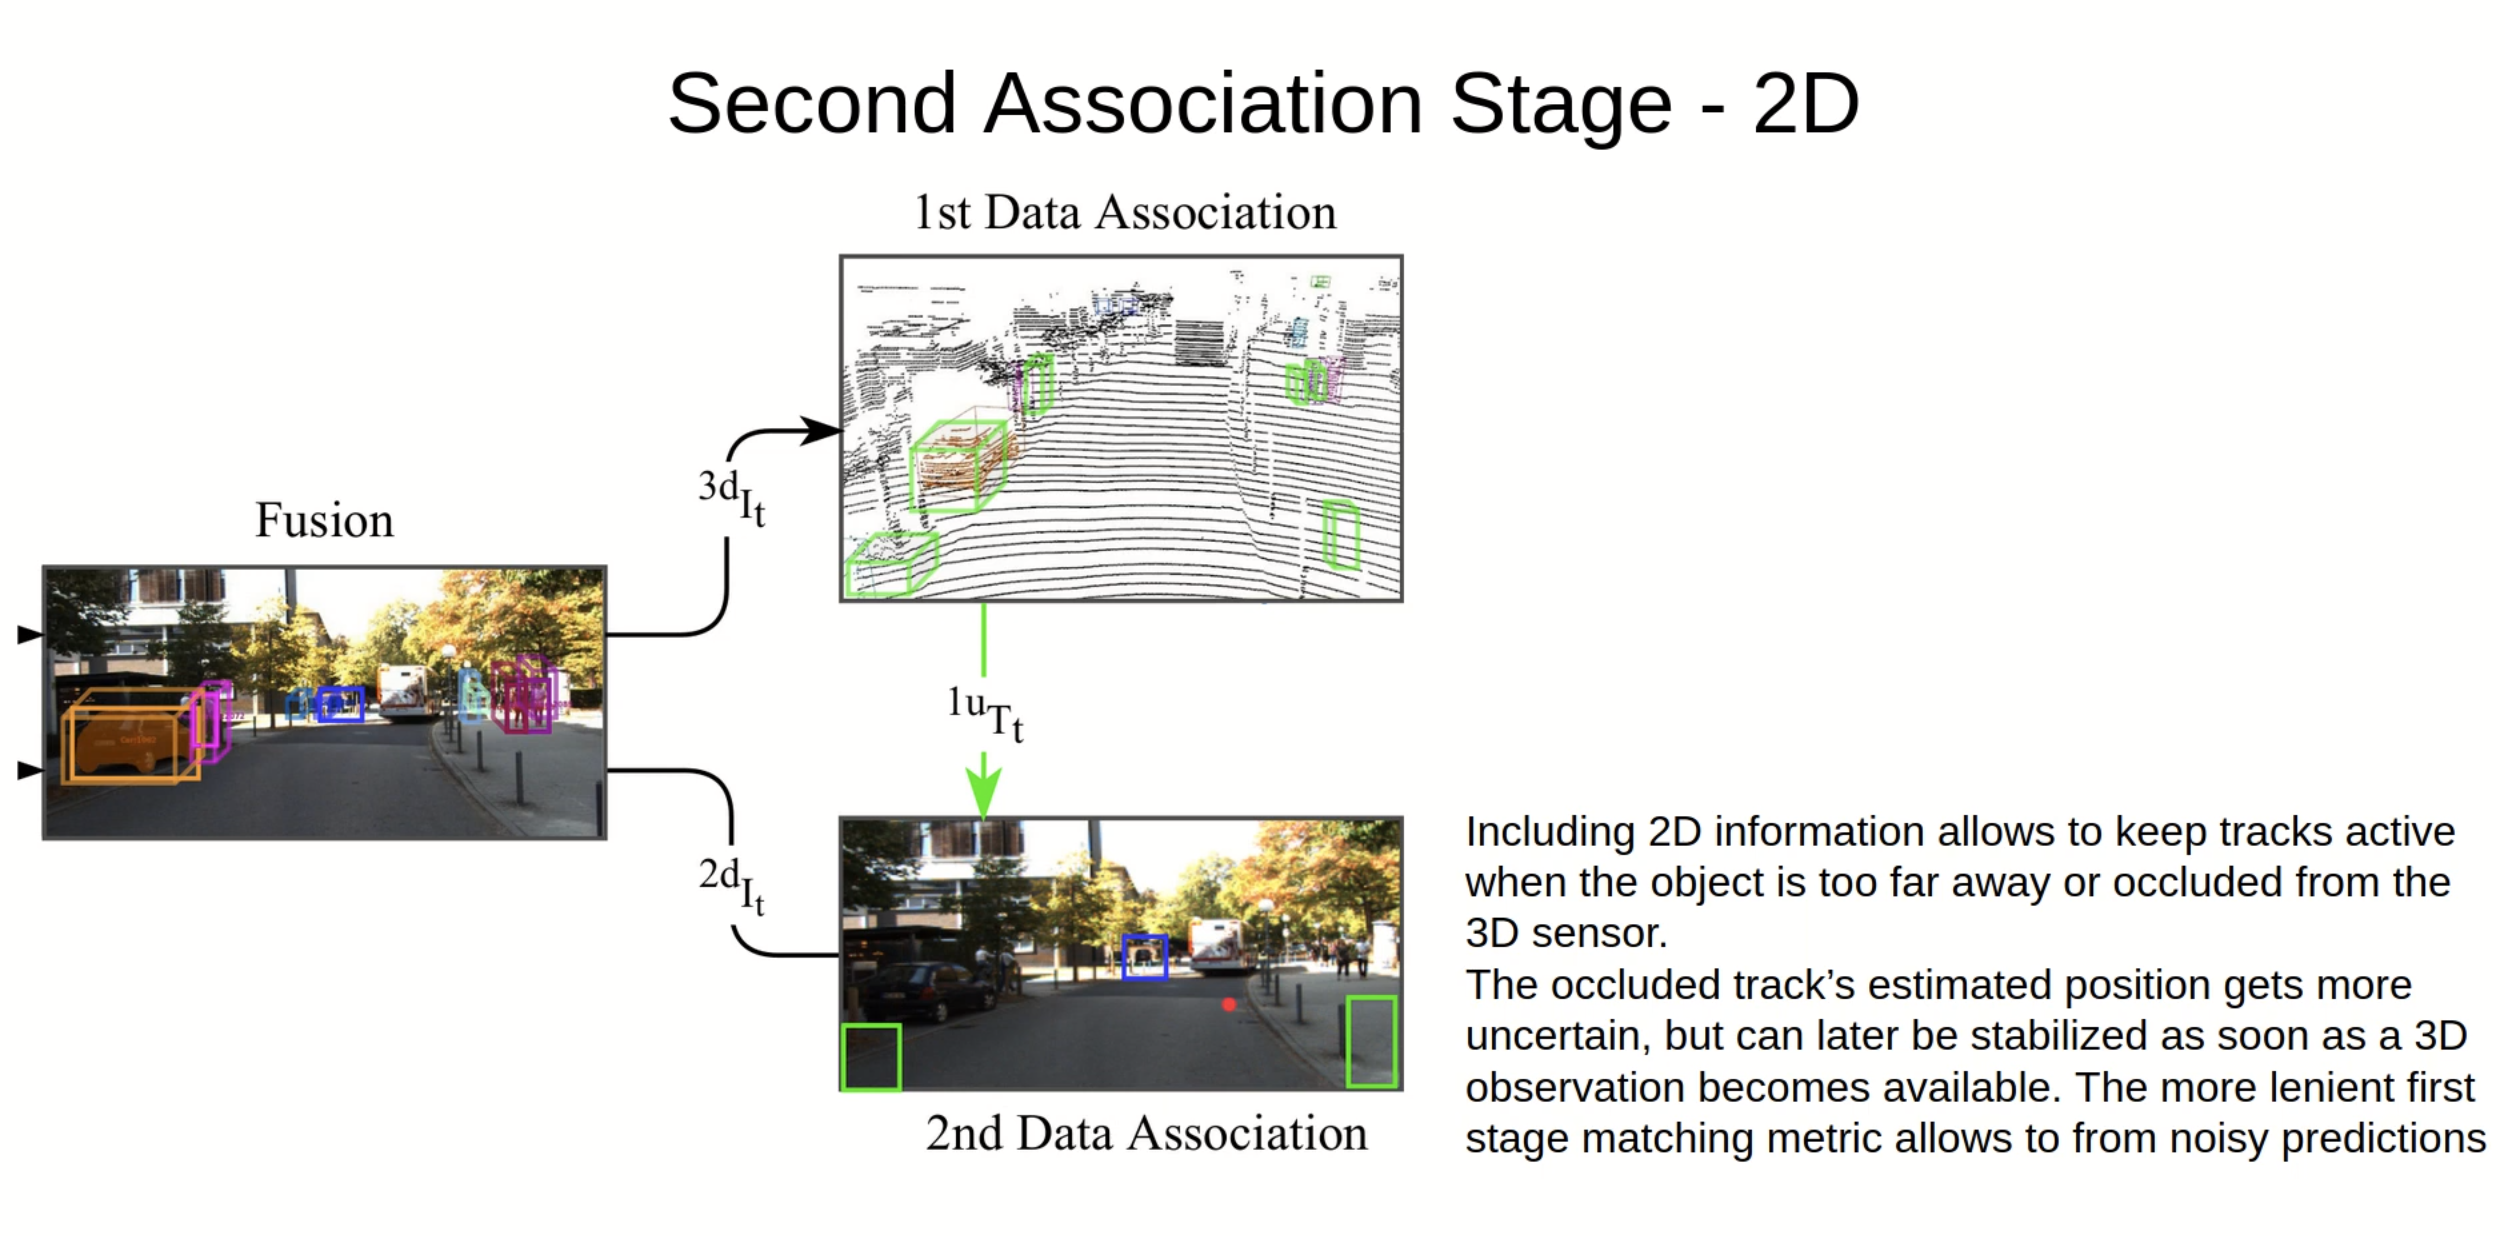 Second Association Stage - 2D
1st Data Association
3d I t
Fusion
1u T t
2d I t
Including 2D information allows to keep tracks active
when the object is too far away or occluded from the
3D sensor.
The occluded track’s estimated position gets more
uncertain, but can later be stabilized as soon as a 3D
observation becomes available. The more lenient first
stage matching metric allows to from noisy predictions
2nd Data Association